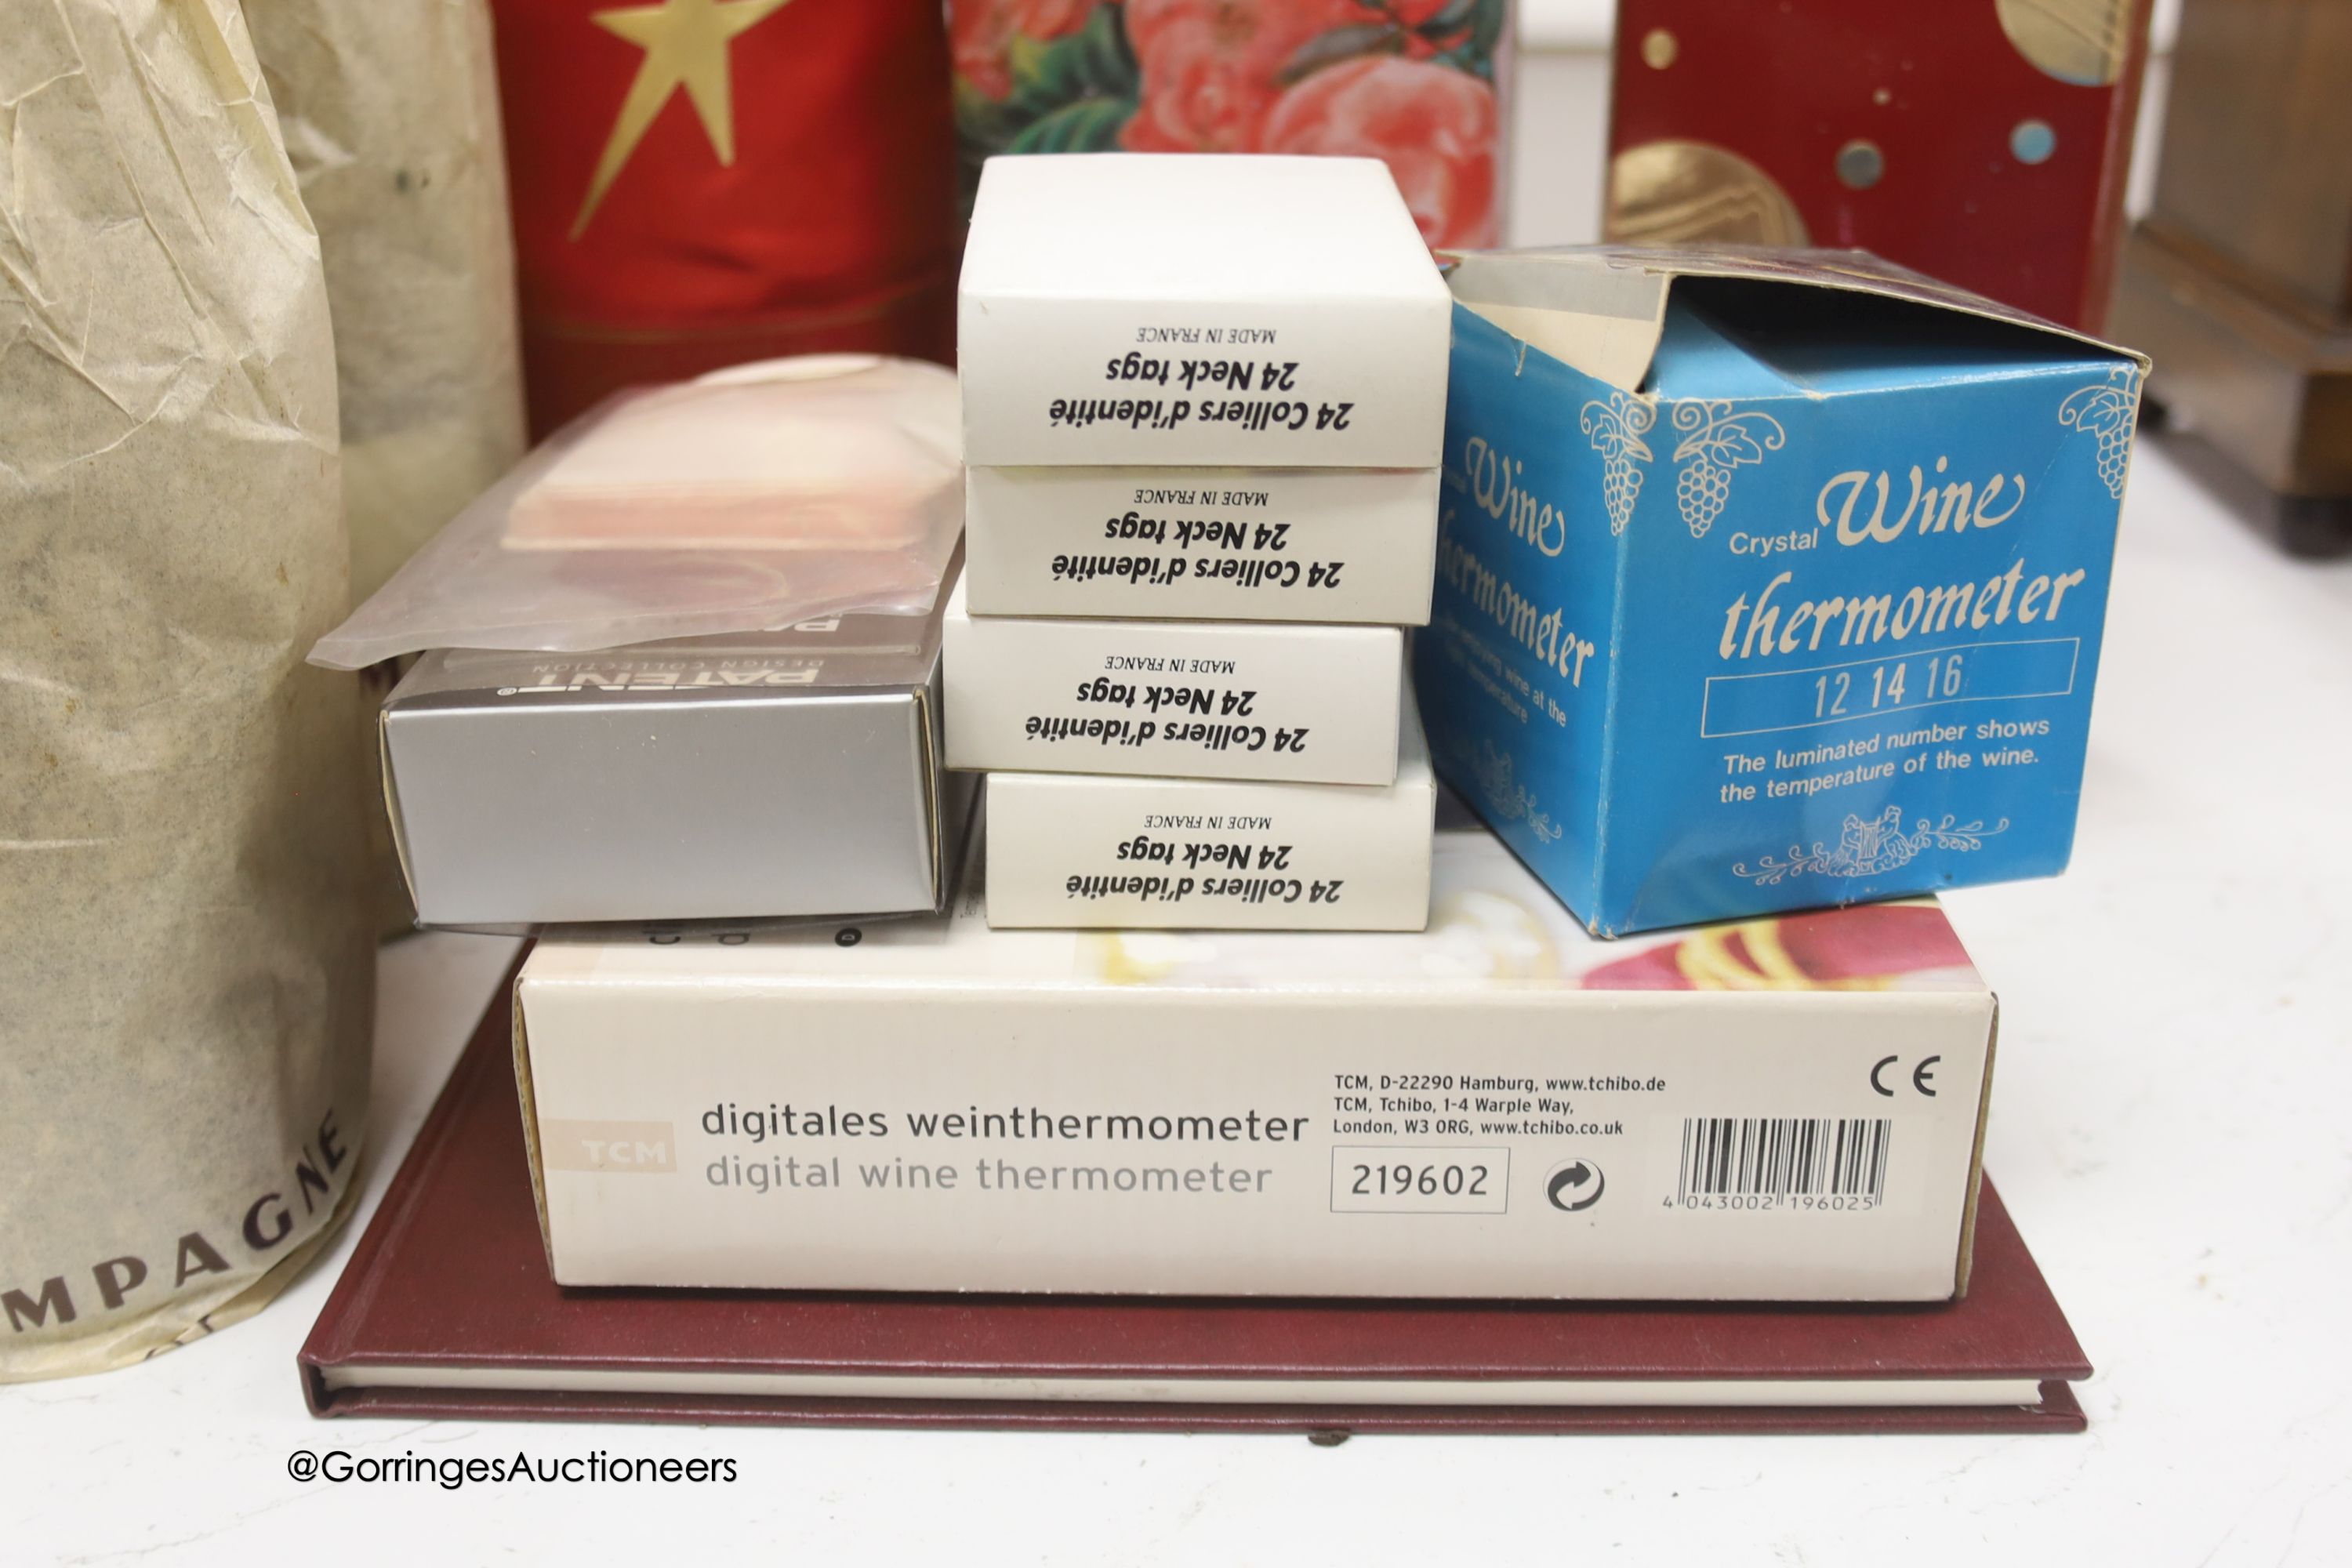 MADE IN FRANCE
24 Neck tags
24 Colliers d'identité
MADE IN FRANCE
24 Neck tags
24 Colliers d'identité
MADE IN FRANCE
24 Neck tags
24 Colliers d'identité
MADE IN FRANCE
24 Neck tags
24 Colliers d'identité
DESIGN COLLECTION
PATENT®
Wine
thermometer
wine at the
temperature
Crystal Wine
thermometer
12 14 16
The luminated number shows
the temperature of the wine.
TCM
digitales weinthermometer
digital wine thermometer
TCM, D-22290 Hamburg, www.tchibo.de
TCM, Tchibo, 1-4 Warple Way,
London, W3 0RG, www.tchibo.co.uk
219602
CE
4 043002 196025
MPAGNE
@GorringesAuctioneers